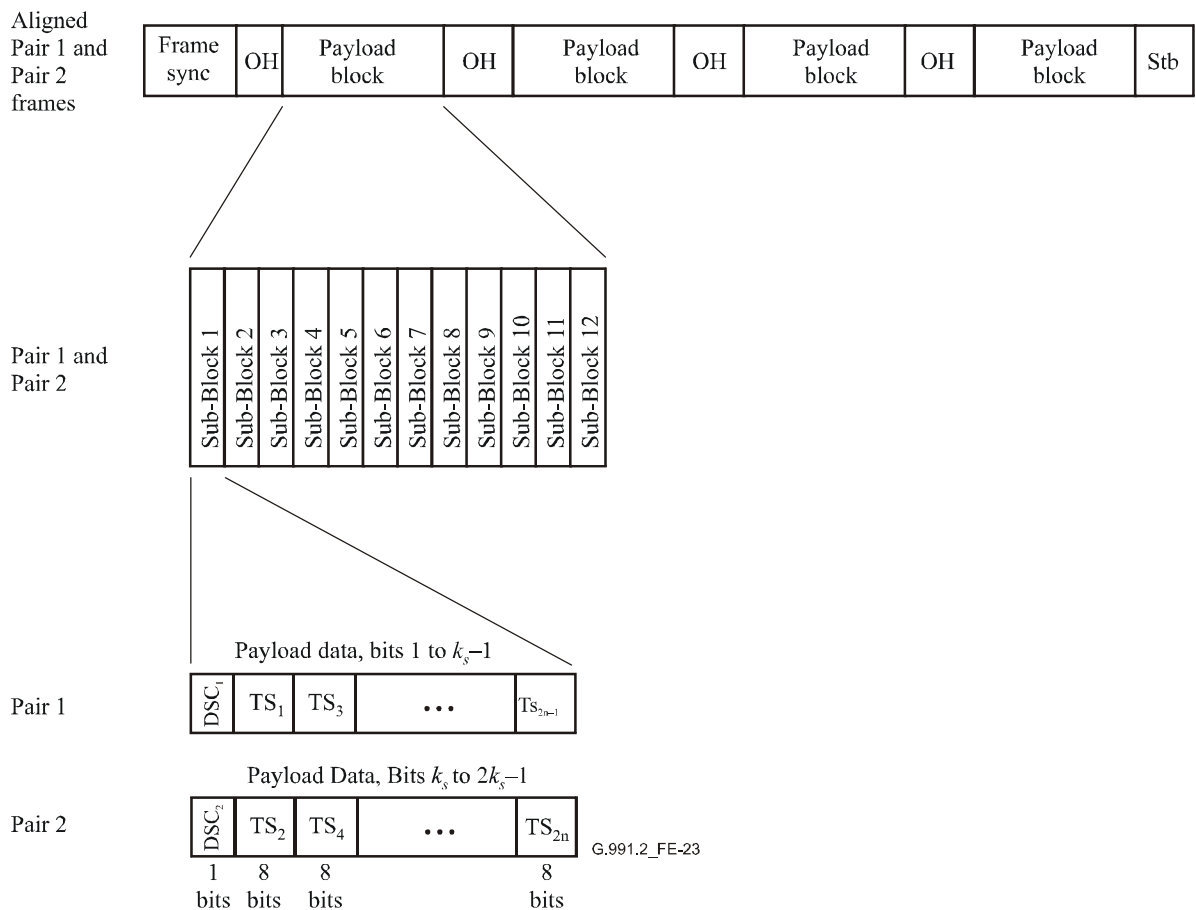 Aligned
Pair 1 and
Pair 2
frames
Frame
sync
OH
Payload
block
OH
Payload
block
OH
Payload
block
OH
Payload
block
Stb
Pair 1 and
Pair 2
Sub-Block 1
Sub-Block 2
Sub-Block 3
Sub-Block 4
Sub-Block 5
Sub-Block 6
Sub-Block 7
Sub-Block 8
Sub-Block 9
Sub-Block 10
Sub-Block 11
Sub-Block 12
Payload data, bits 1 to kₛ–1
Pair 1
DSC₁
TS₁
TS₃
...
Ts₂ₙ₋₁
Payload Data, Bits kₛ to 2kₛ–1
Pair 2
DSC₂
TS₂
TS₄
...
TS₂ₙ
G.991.2_FE-23
1
bits
8
bits
8
bits
8
bits